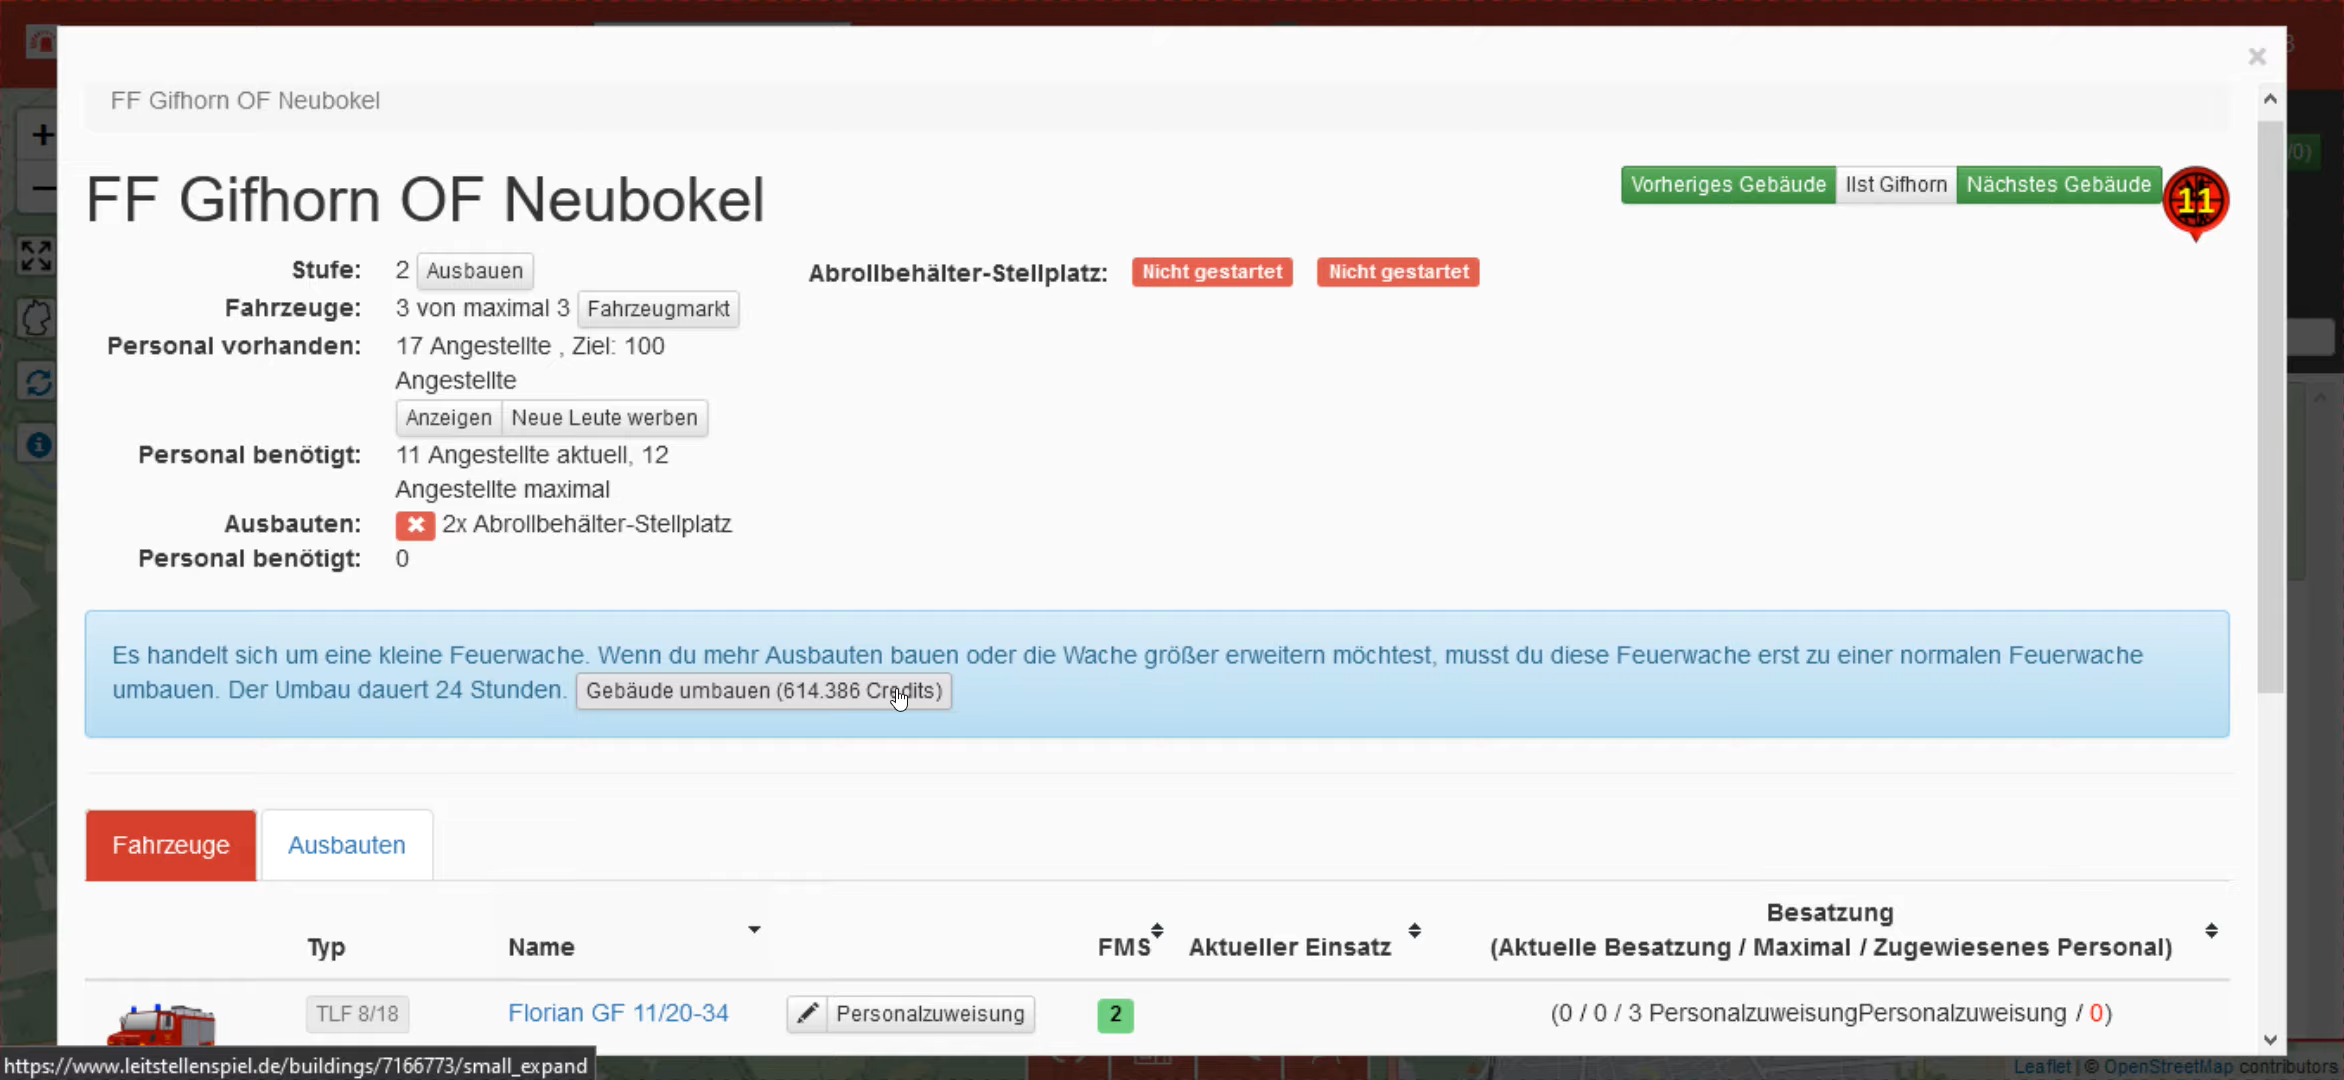 FF Gifhorn OF Neubokel
FF Gifhorn OF Neubokel
Vorheriges Gebäude
Ilst Gifhorn
Nächstes Gebäude
11
Stufe: 2 Ausbauen
Abrollbehälter-Stellplatz: Nicht gestartet Nicht gestartet
Fahrzeuge: 3 von maximal 3 Fahrzeugmarkt
Personal vorhanden: 17 Angestellte , Ziel: 100
Angestellte
Anzeigen Neue Leute werben
Personal benötigt: 11 Angestellte aktuell, 12
Angestellte maximal
Ausbauten: 2x Abrollbehälter-Stellplatz
Personal benötigt: 0
Es handelt sich um eine kleine Feuerwache. Wenn du mehr Ausbauten bauen oder die Wache größer erweitern möchtest, musst du diese Feuerwache erst zu einer normalen Feuerwache
umbauen. Der Umbau dauert 24 Stunden. Gebäude umbauen (614.386 Credits)
Fahrzeuge Ausbauten
Besatzung
Typ Name FMS Aktueller Einsatz (Aktuelle Besatzung / Maximal / Zugewiesenes Personal)
TLF 8/18 Florian GF 11/20-34 Personalzuweisung 2 (0 / 0 / 3 PersonalzuweisungPersonalzuweisung / 0)
https://www.leitstellenspiel.de/buildings/7166773/small_expand
Leaflet | © OpenStreetMap contributors